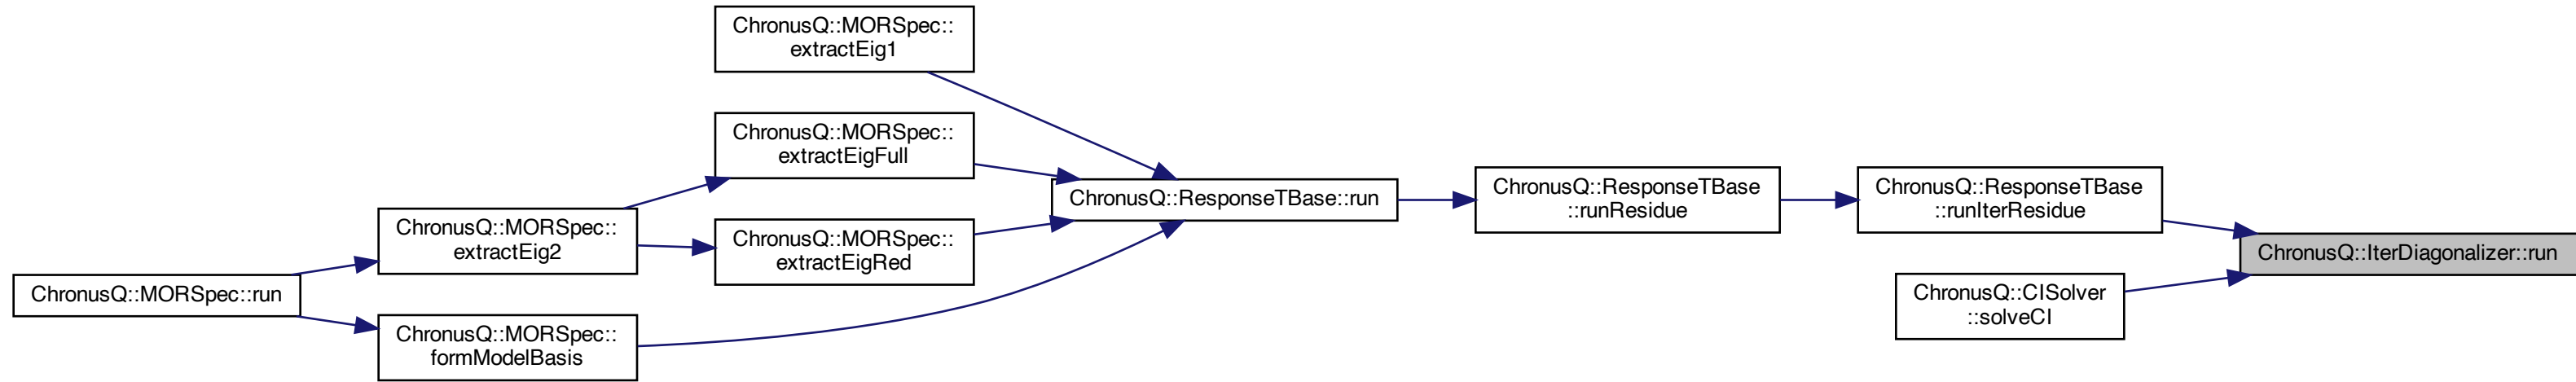 ChronusQ::MORSpec::
extractEig1
ChronusQ::MORSpec::
extractEigFull
ChronusQ::ResponseTBase
::runResidue
ChronusQ::ResponseTBase
::runIterResidue
ChronusQ::ResponseTBase::run
ChronusQ::MORSpec::
extractEig2
ChronusQ::MORSpec::
extractEigRed
ChronusQ::IterDiagonalizer::run
ChronusQ::MORSpec::run
ChronusQ::CISolver
::solveCI
ChronusQ::MORSpec::
formModelBasis